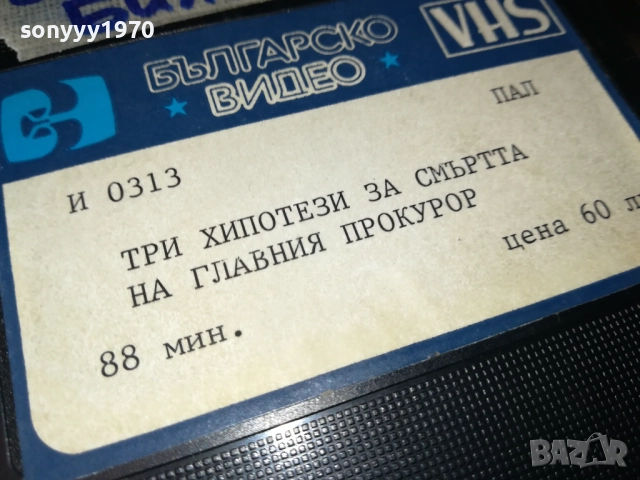 sonyyy1970
БЪЛГАРСКО
ВИДЕО
VHS
ПАЛ
И 0313
ТРИ ХИПОТЕЗИ ЗА СМЪРТТА
НА ГЛАВНИЯ ПРОКУРОР
цена 60 л
88 мин.
BAZAR